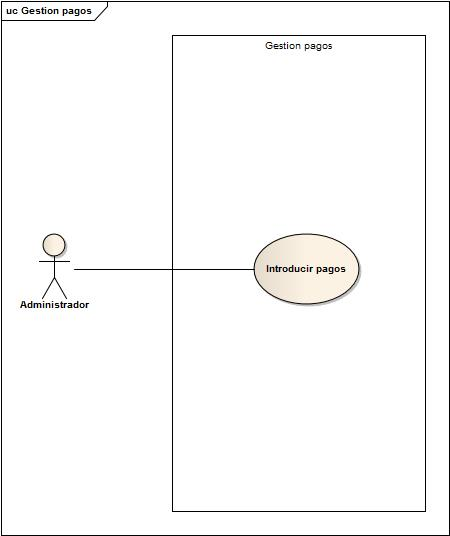 uc Gestion pagos
Gestion pagos
Introducir pagos
Administrador